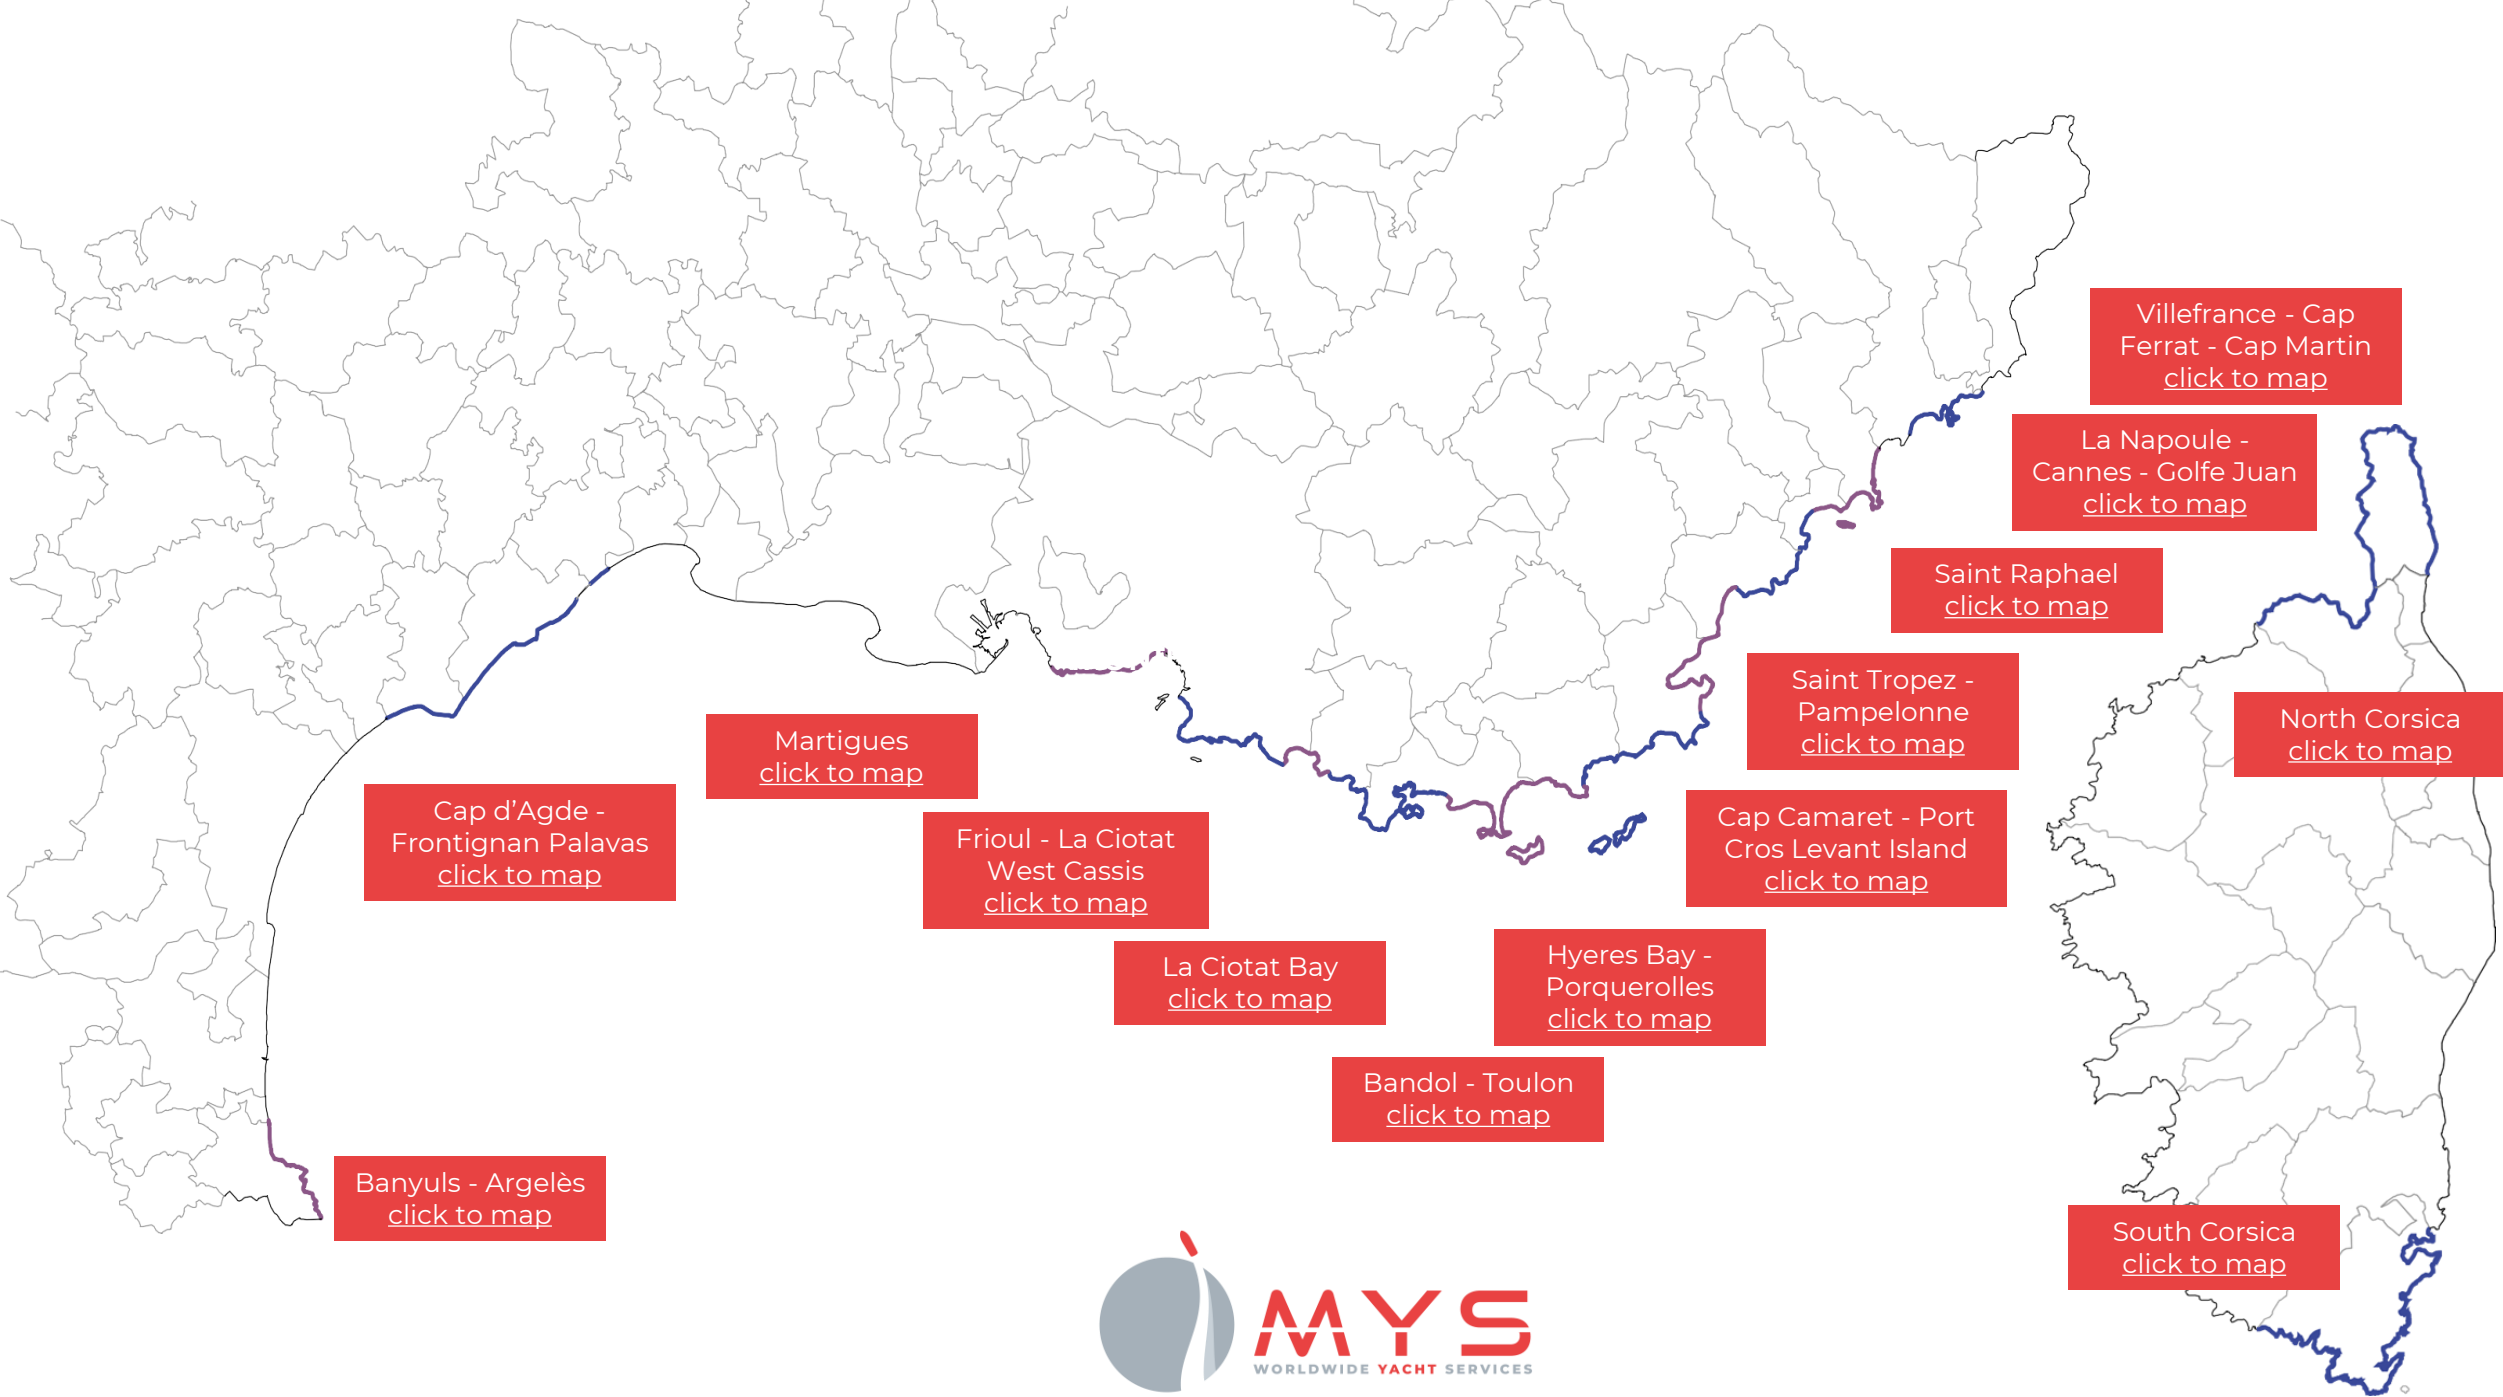 Villefrance - Cap
Ferrat - Cap Martin
click to map
La Napoule -
Cannes - Golfe Juan
click to map
Saint Raphael
click to map
Saint Tropez -
Pampelonne
click to map
North Corsica
click to map
Martigues
click to map
Cap d’Agde -
Frontignan Palavas
click to map
Frioul - La Ciotat
West Cassis
click to map
Cap Camaret - Port
Cros Levant Island
click to map
La Ciotat Bay
click to map
Hyeres Bay -
Porquerolles
click to map
Bandol - Toulon
click to map
Banyuls - Argelès
click to map
South Corsica
click to map
MYS
WORLDWIDE YACHT SERVICES